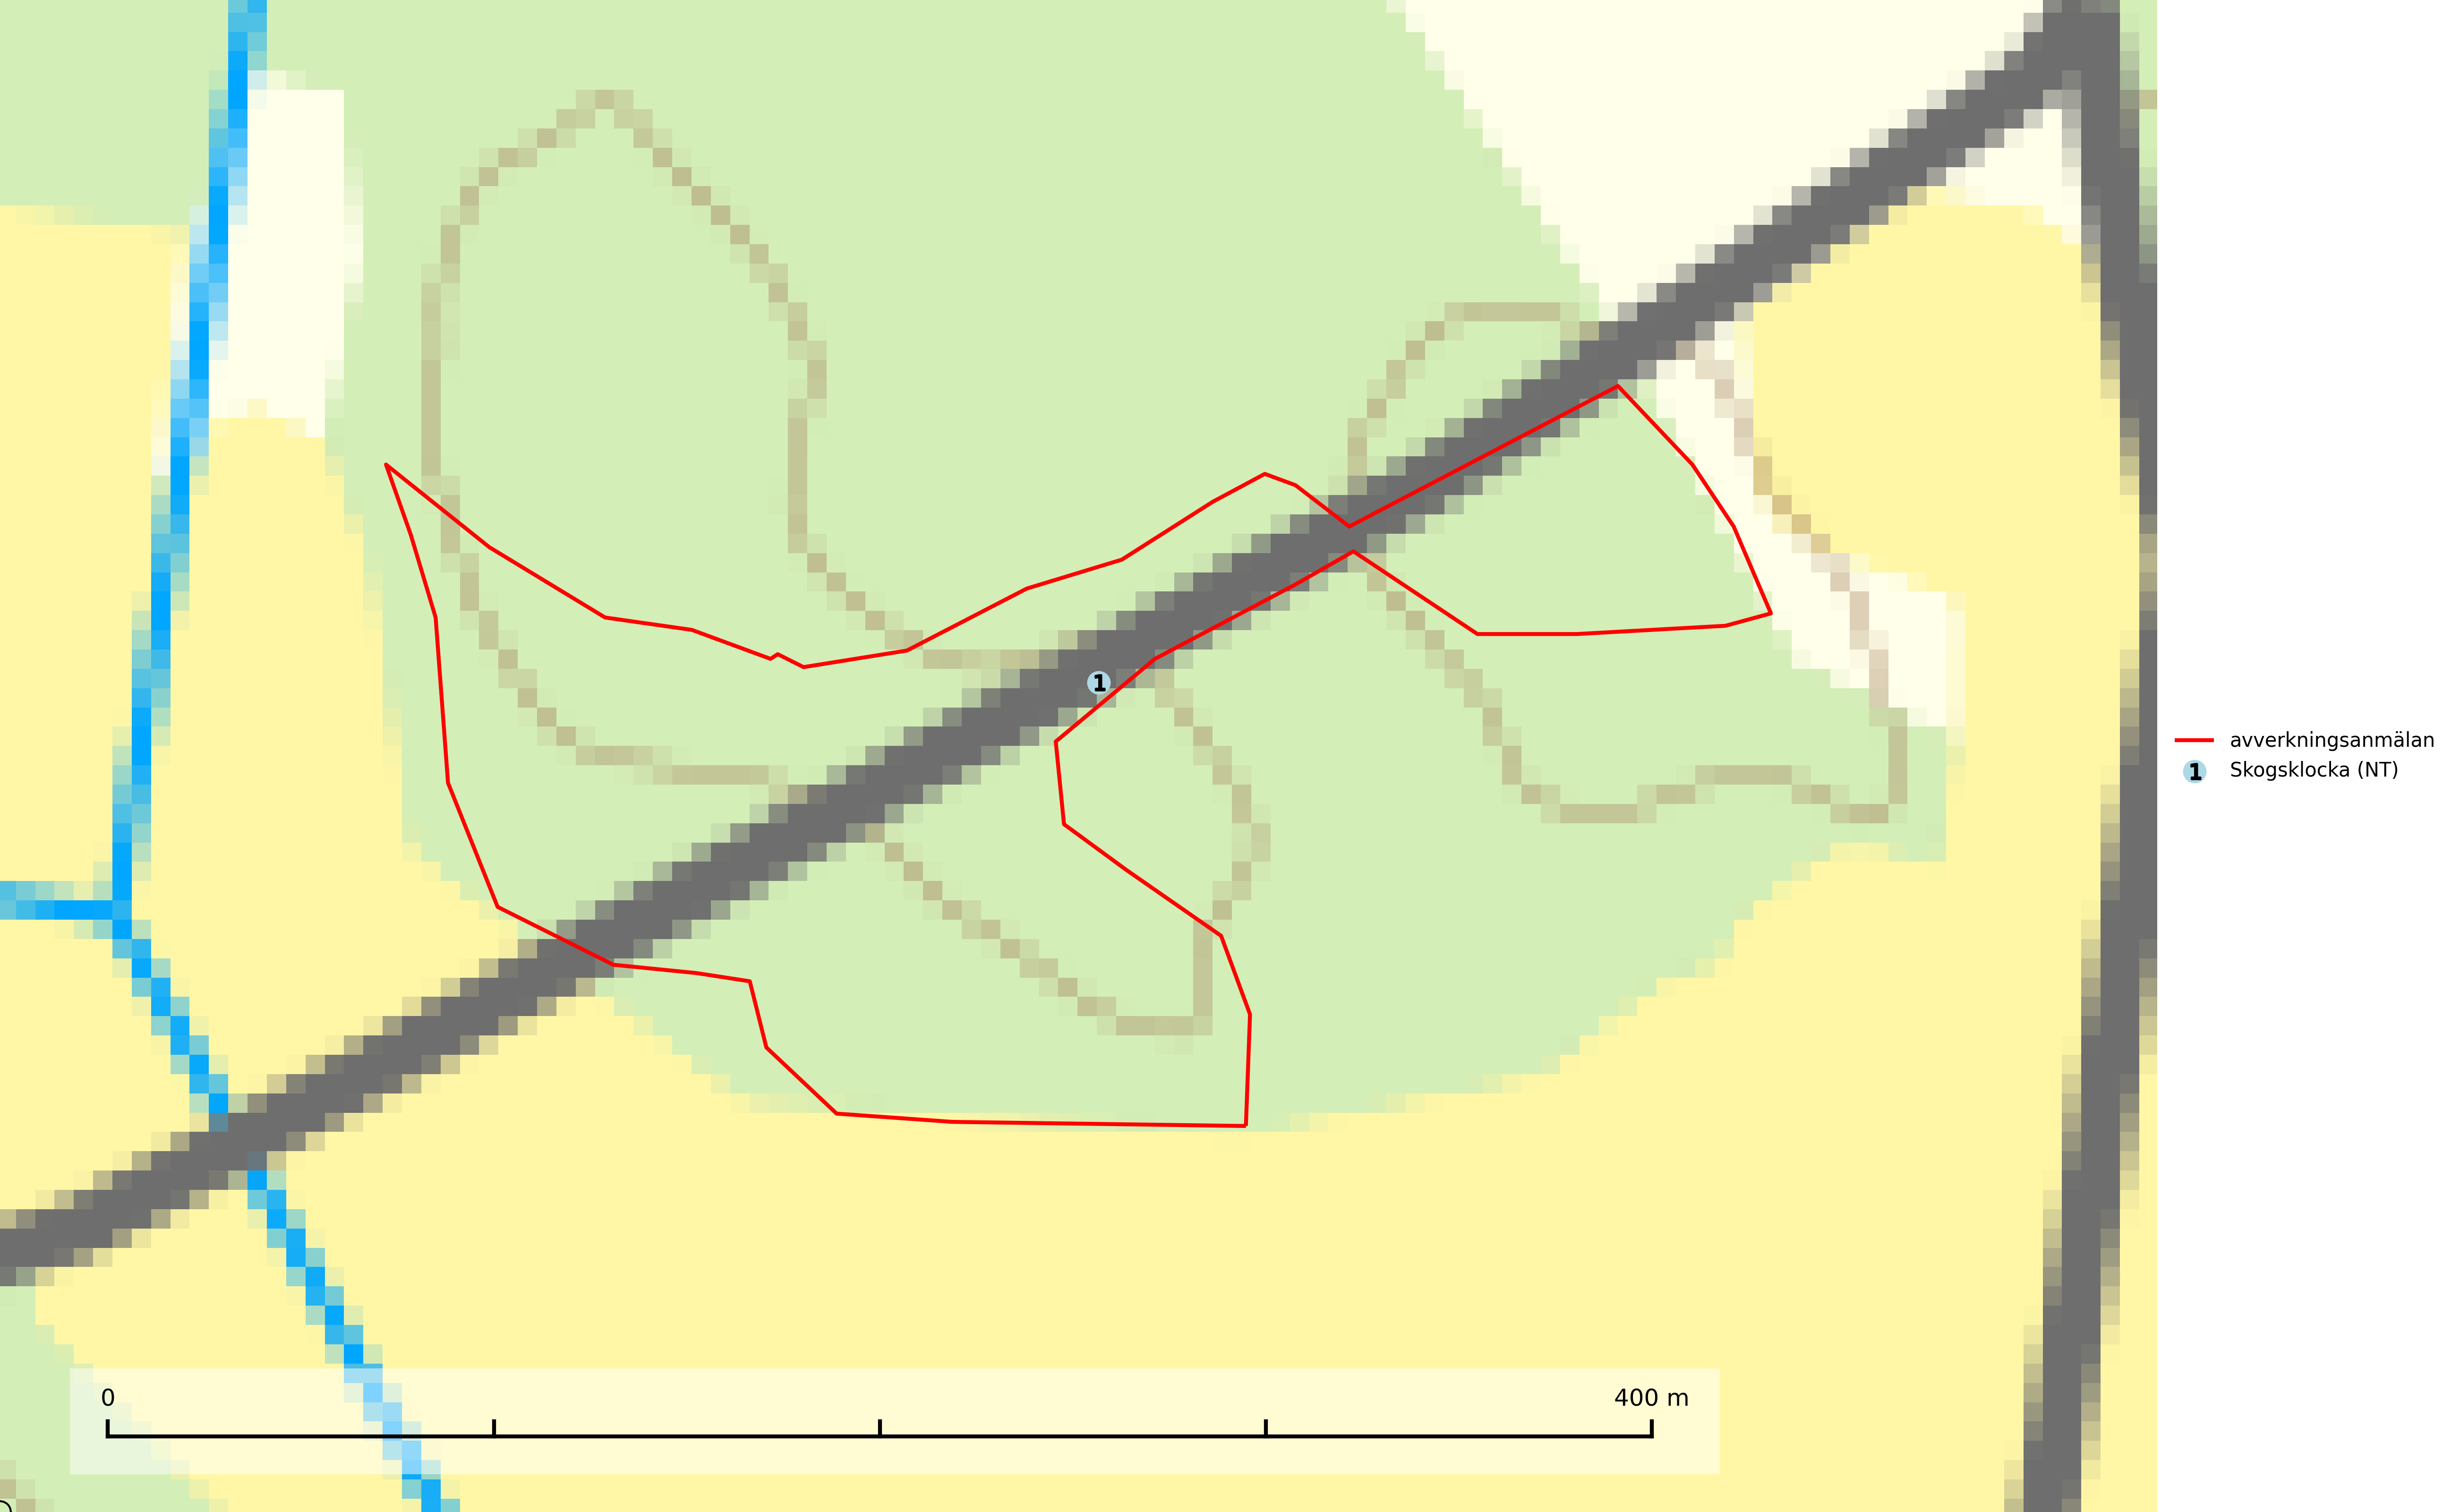 1
avverkningsanmälan
1 Skogsklocka (NT)
0 400 m